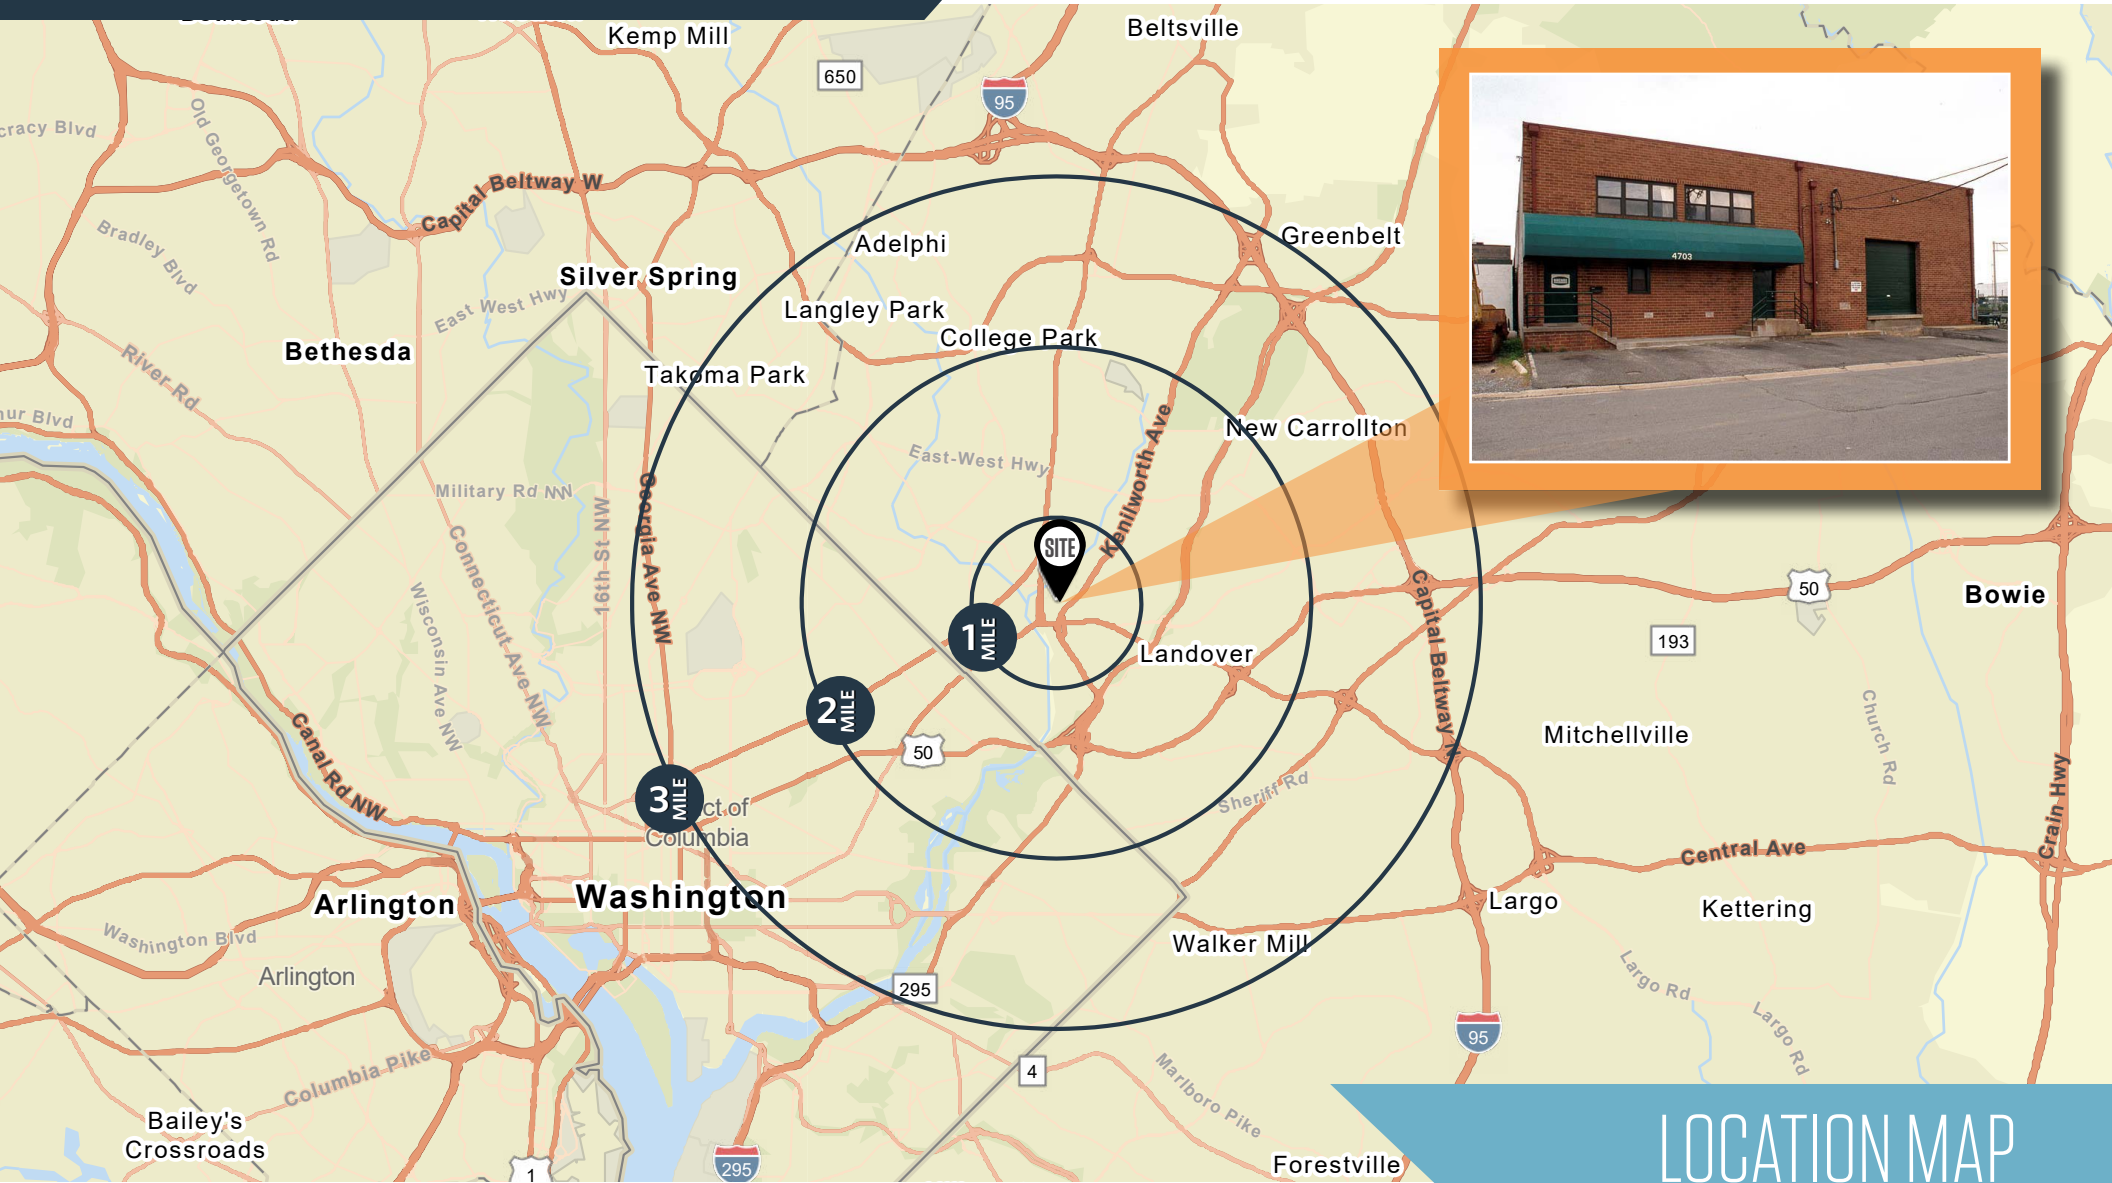 Kemp Mill
Beltsville
650
95
Old Georgetown Rd
Capital Beltway W
Bradley Blvd
Adelphi
Greenbelt
4703
Silver Spring
East West Hwy
Langley Park
College Park
Bethesda
River Rd
Takoma Park
New Carrollton
East-West Hwy
Kenilworth Ave
Military Rd NW
16th St NW
Georgia Ave NW
Connecticut Ave NW
Wisconsin Ave NW
SITE
1 MILE
Landover
Capital Beltway
50
Bowie
193
2 MILE
50
Mitchellville
Church Rd
Canal Rd NW
3 MILE
Columbia
Sheriff Rd
Crain Hwy
Central Ave
Arlington
Washington
Largo
Kettering
Washington Blvd
Arlington
Walker Mill
295
Largo Rd
Largo Rd
95
4
Columbia Pike
Marlboro Pike
Bailey's
Crossroads
1
295
Forestville
LOCATION MAP